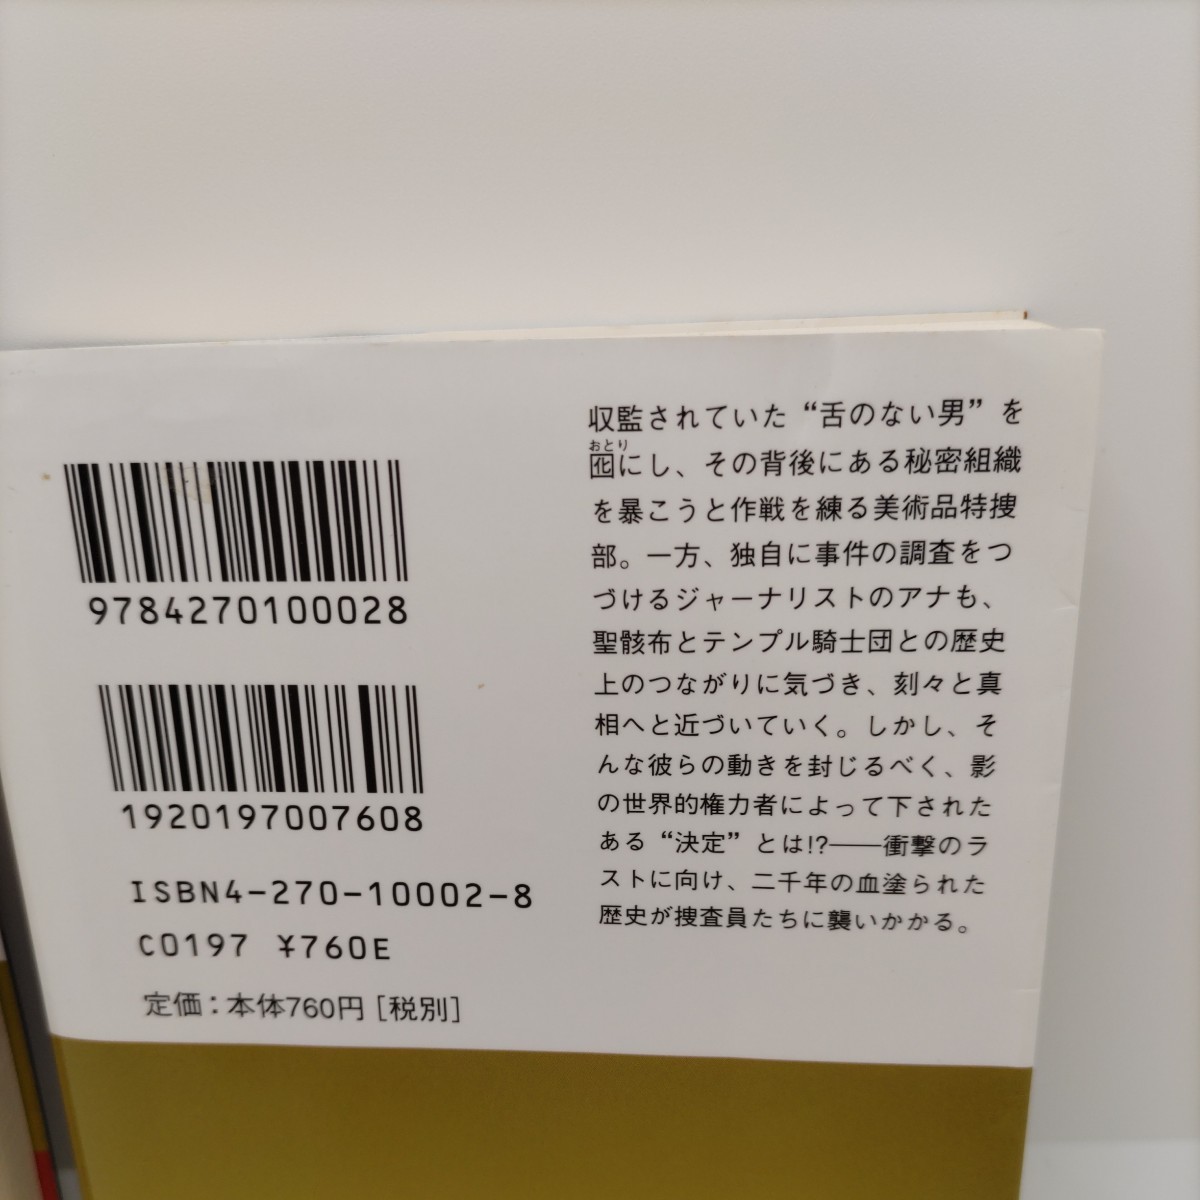 9784270100028
1920197007608
ISBN4-270-10002-8
C0197 ¥760E
定価：本体760円［税別］
収監されていた“舌のない男”を
おとり
囮にし、その背後にある秘密組織
を暴こうと作戦を練る美術品特捜
部。一方、独自に事件の調査をつ
づけるジャーナリストのアナも、
聖骸布とテンプル騎士団との歴史
上のつながりに気づき、刻々と真
相へと近づいていく。しかし、そ
んな彼らの動きを封じるべく、影
の世界的権力者によって下された
ある“決定”とは!?――衝撃のラ
ストに向け、二千年の血塗られた
歴史が捜査員たちに襲いかかる。